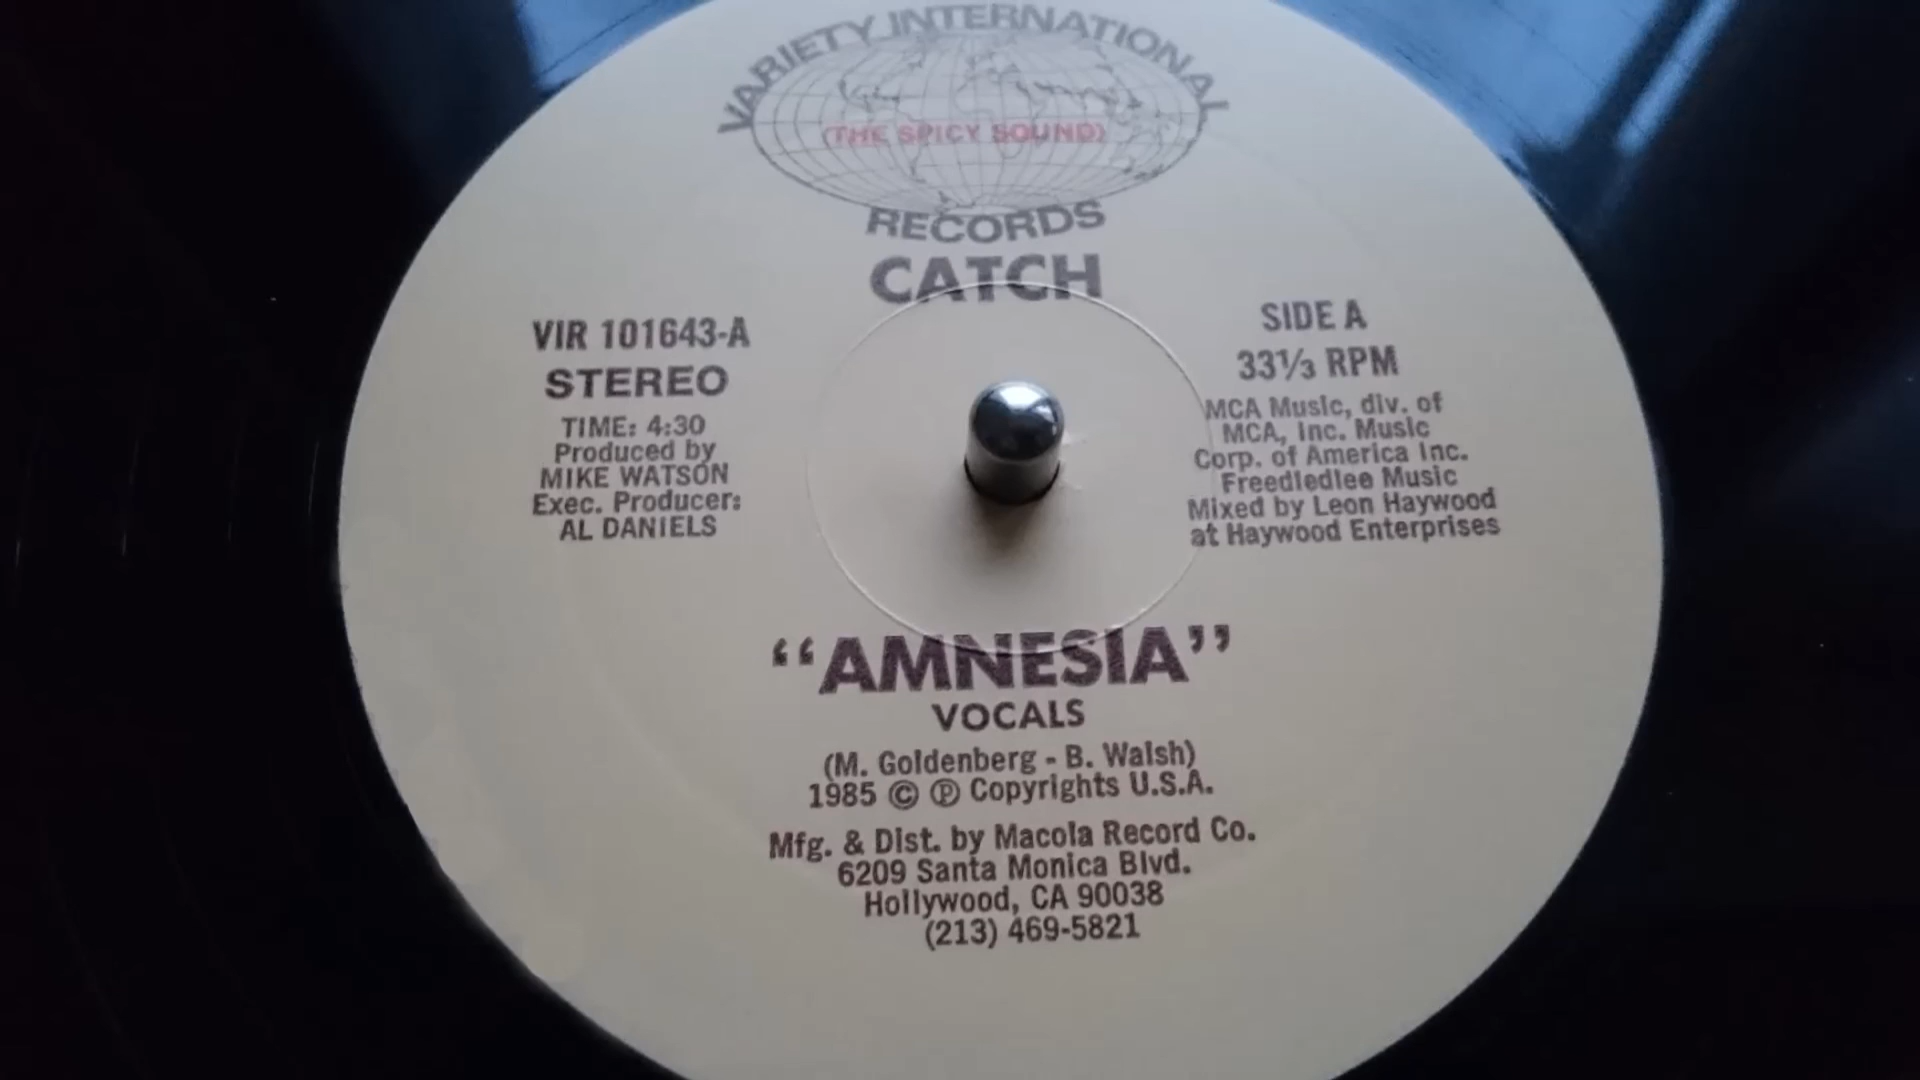 VARIETY INTERNATIONAL
(THE SPICY SOUND)
RECORDS
CATCH
VIR 101643-A
STEREO
TIME: 4:30
Produced by
MIKE WATSON
Exec. Producer:
AL DANIELS
SIDE A
33⅓ RPM
MCA Music, div. of
MCA, Inc. Music
Corp. of America Inc.
Freedledlee Music
Mixed by Leon Haywood
at Haywood Enterprises
“AMNESIA”
VOCALS
(M. Goldenberg - B. Walsh)
1985 © ℗ Copyrights U.S.A.
Mfg. & Dist. by Macola Record Co.
6209 Santa Monica Blvd.
Hollywood, CA 90038
(213) 469-5821